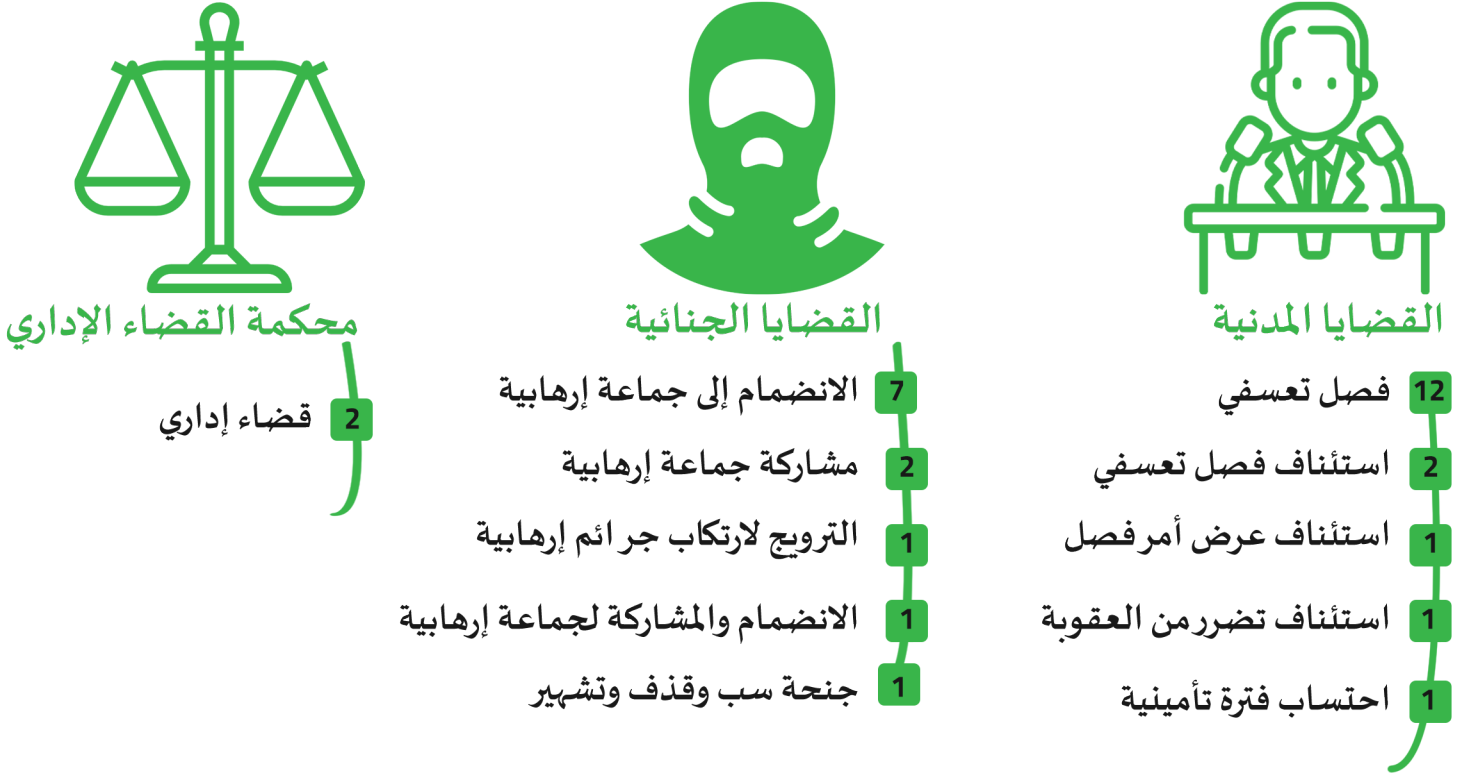 القضايا المدنية
12 فصل تعسفي
2 استئناف فصل تعسفي
1 استئناف عرض أمر فصل
1 استئناف تضرر من العقوبة
1 احتساب فترة تأمينية
القضايا الجنائية
7 الانضمام إلى جماعة إرهابية
2 مشاركة جماعة إرهابية
1 الترويج لارتكاب جرائم إرهابية
1 الانضمام والمشاركة لجماعة إرهابية
1 جنحة سب وقذف وتشهير
محكمة القضاء الإداري
2 قضاء إداري